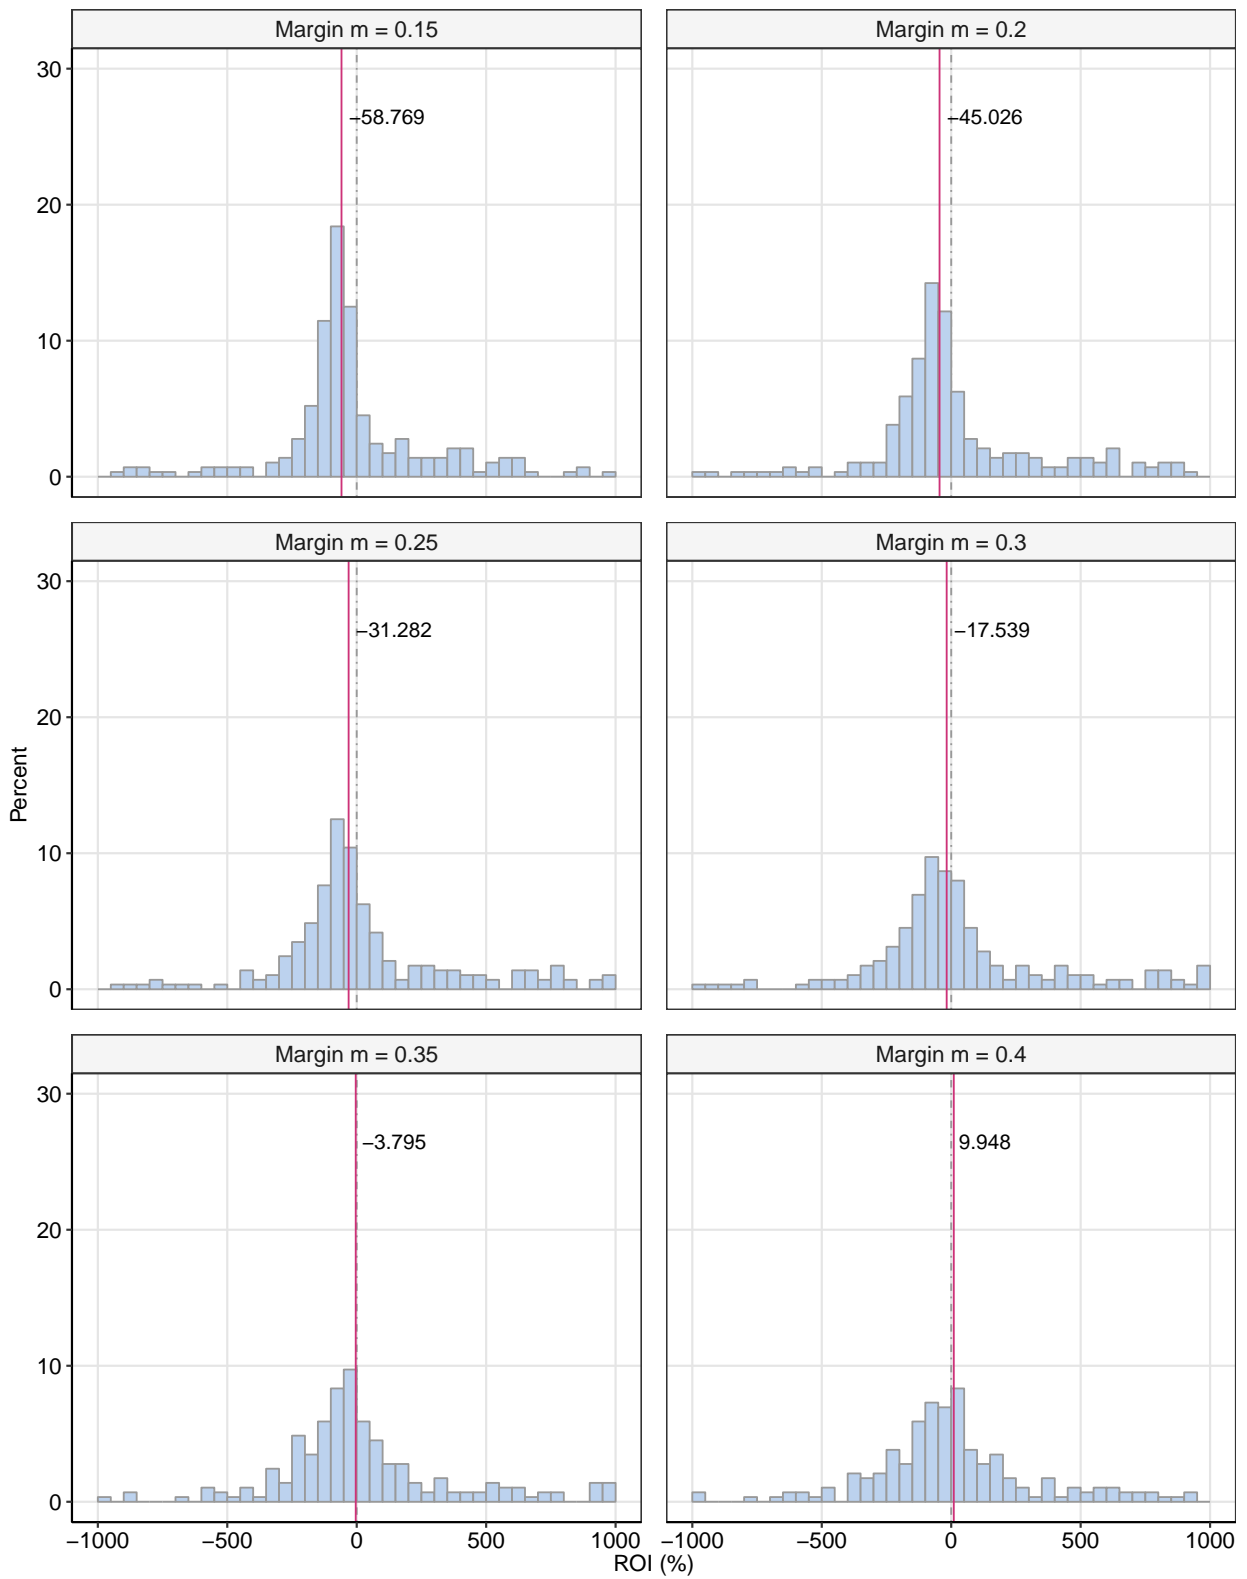 Margin m = 0.15
Margin m = 0.2
30
20
10
0
−58.769
−45.026
Margin m = 0.25
Margin m = 0.3
30
20
10
0
−31.282
−17.539
Percent
Margin m = 0.35
Margin m = 0.4
30
20
10
0
−3.795
9.948
−1000 −500 0 500 1000
−1000 −500 0 500 1000
ROI (%)